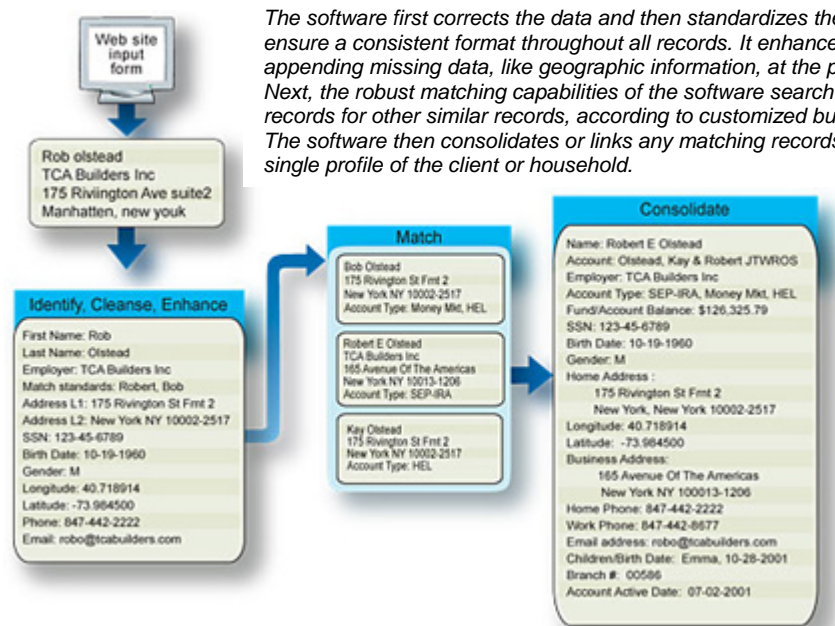 The software first corrects the data and then standardizes the
ensure a consistent format throughout all records. It enhance
appending missing data, like geographic information, at the p
Next, the robust matching capabilities of the software search
records for other similar records, according to customized bu
The software then consolidates or links any matching records
single profile of the client or household.
Web site
input
form
Rob olstead
TCA Builders Inc
175 Riviington Ave suite2
Manhatten, new youk
Identify, Cleanse, Enhance
First Name: Rob
Last Name: Olstead
Employer: TCA Builders Inc
Match standards: Robert, Bob
Address L1: 175 Rivington St Frnt 2
Address L2: New York NY 10002-2517
SSN: 123-45-6789
Birth Date: 10-19-1960
Gender: M
Longitude: 40.718914
Latitude: -73.984500
Phone: 847-442-2222
Email: robo@tcabuilders.com
Match
Bob Olstead
175 Rivington St Frnt 2
New York NY 10002-2517
Account Type: Money Mkt, HEL
Robert E Olstead
TCA Builders Inc
165 Avenue Of The Americas
New York NY 10013-1206
Account Type: SEP-IRA
Kay Olstead
175 Rivington St Frnt 2
New York NY 10002-2517
Account Type: HEL
Consolidate
Name: Robert E Olstead
Account: Olstead, Kay & Robert JTWROS
Employer: TCA Builders Inc
Account Type: SEP-IRA, Money Mkt, HEL
Fund/Account Balance: $126,325.79
SSN: 123-45-6789
Birth Date: 10-19-1960
Gender: M
Home Address :
175 Rivington St Frnt 2
New York, New York 10002-2517
Longitude: 40.718914
Latitude: -73.984500
Business Address:
165 Avenue Of The Americas
New York NY 100013-1206
Home Phone: 847-442-2222
Work Phone: 847-442-8677
Email address: robo@tcabuilders.com
Children/Birth Date: Emma, 10-28-2001
Branch #: 00586
Account Active Date: 07-02-2001